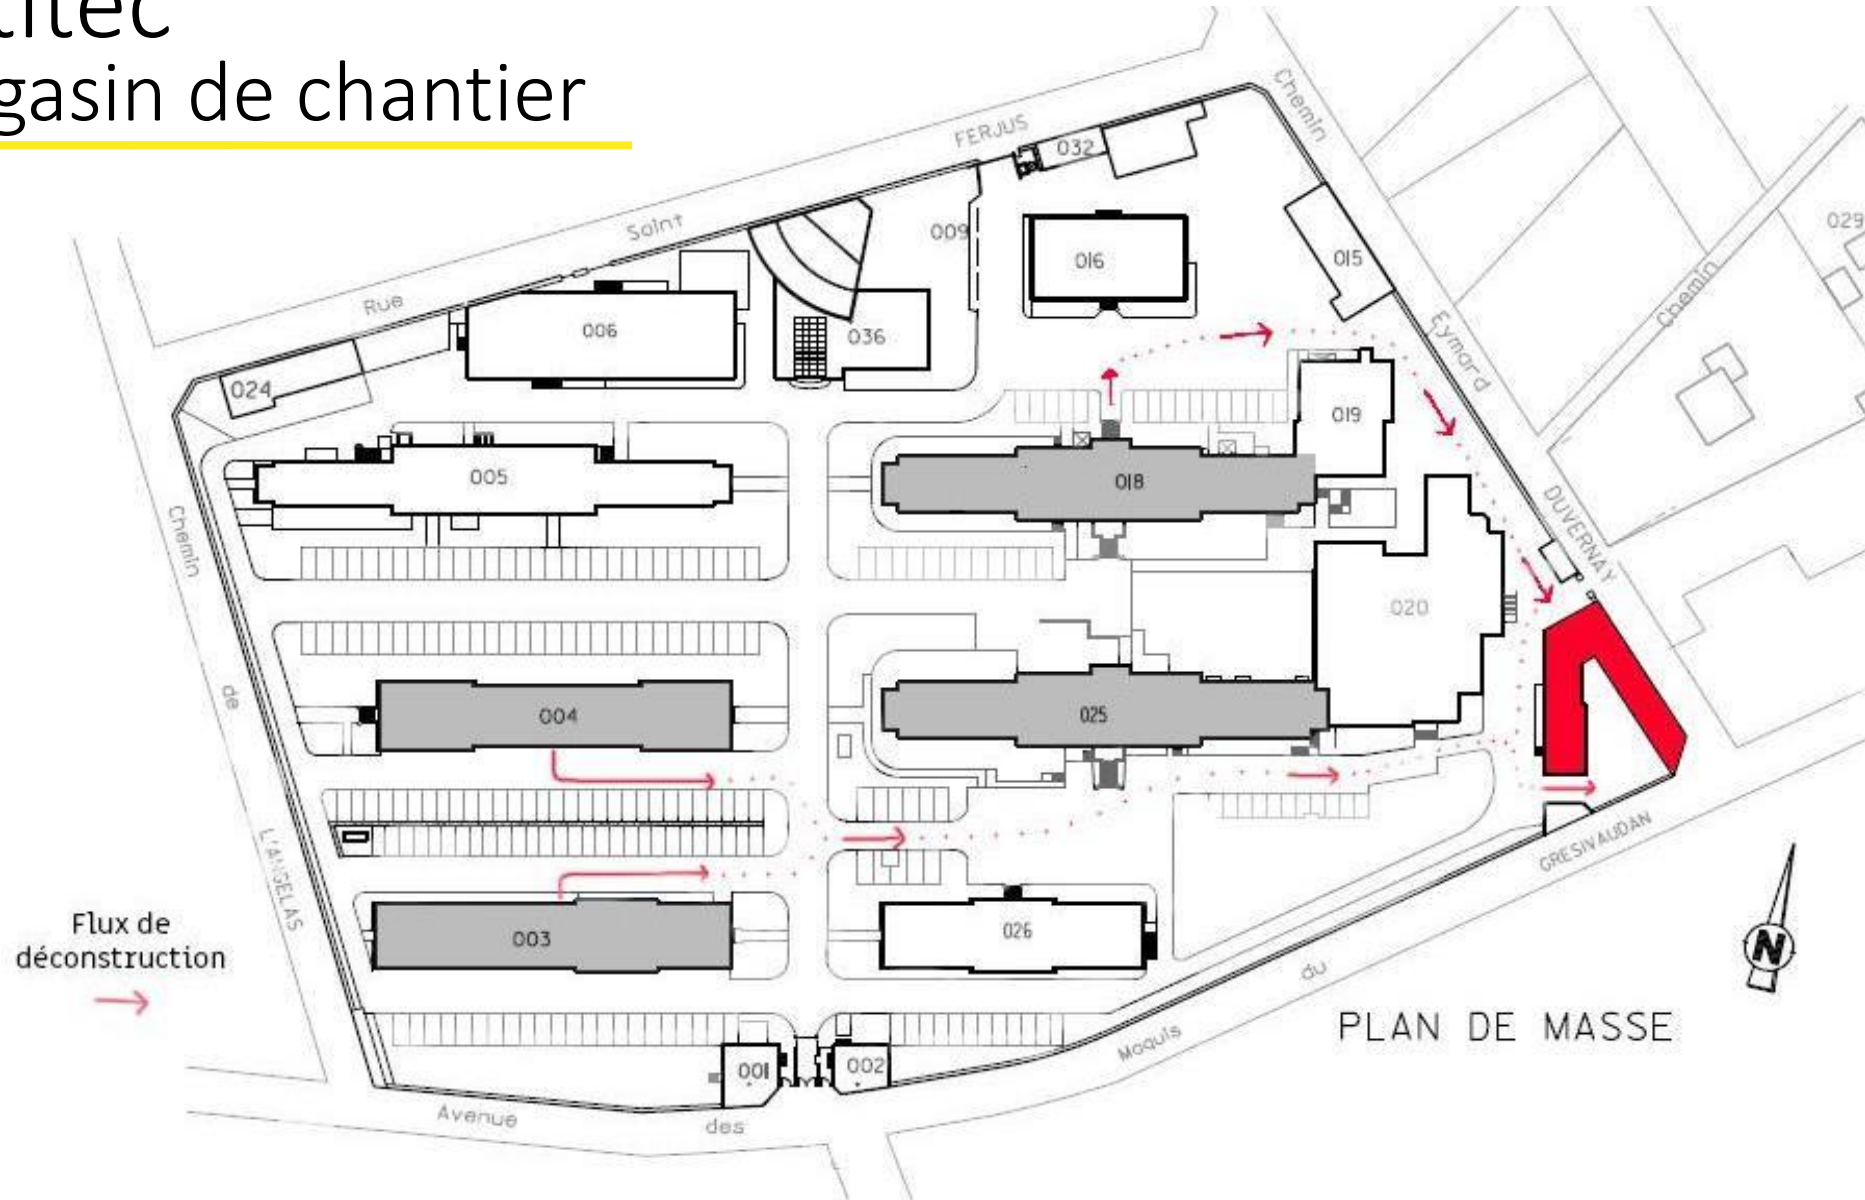 titec
gasin de chantier
Rue
Saint
FERJUS
Chemin
Eymard
DUVERNAY
Chemin
029
032
009
016
015
036
006
024
005
018
019
020
004
025
003
026
001
002
Chemin
de
L'ANGELAS
Flux de
déconstruction
Avenue
des
Maquis
du
GRESIVAUDAN
N
PLAN DE MASSE